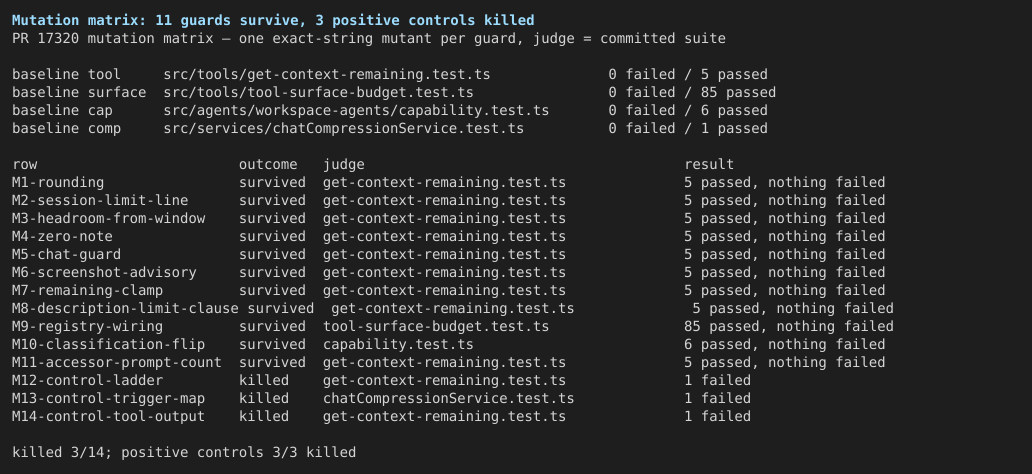 Mutation matrix: 11 guards survive, 3 positive controls killed
PR 17320 mutation matrix — one exact-string mutant per guard, judge = committed suite
baseline tool src/tools/get-context-remaining.test.ts 0 failed / 5 passed
baseline surface src/tools/tool-surface-budget.test.ts 0 failed / 85 passed
baseline cap src/agents/workspace-agents/capability.test.ts 0 failed / 6 passed
baseline comp src/services/chatCompressionService.test.ts 0 failed / 1 passed
row outcome judge result
M1-rounding survived get-context-remaining.test.ts 5 passed, nothing failed
M2-session-limit-line survived get-context-remaining.test.ts 5 passed, nothing failed
M3-headroom-from-window survived get-context-remaining.test.ts 5 passed, nothing failed
M4-zero-note survived get-context-remaining.test.ts 5 passed, nothing failed
M5-chat-guard survived get-context-remaining.test.ts 5 passed, nothing failed
M6-screenshot-advisory survived get-context-remaining.test.ts 5 passed, nothing failed
M7-remaining-clamp survived get-context-remaining.test.ts 5 passed, nothing failed
M8-description-limit-clause survived get-context-remaining.test.ts 5 passed, nothing failed
M9-registry-wiring survived tool-surface-budget.test.ts 85 passed, nothing failed
M10-classification-flip survived capability.test.ts 6 passed, nothing failed
M11-accessor-prompt-count survived get-context-remaining.test.ts 5 passed, nothing failed
M12-control-ladder killed get-context-remaining.test.ts 1 failed
M13-control-trigger-map killed chatCompressionService.test.ts 1 failed
M14-control-tool-output killed get-context-remaining.test.ts 1 failed
killed 3/14; positive controls 3/3 killed